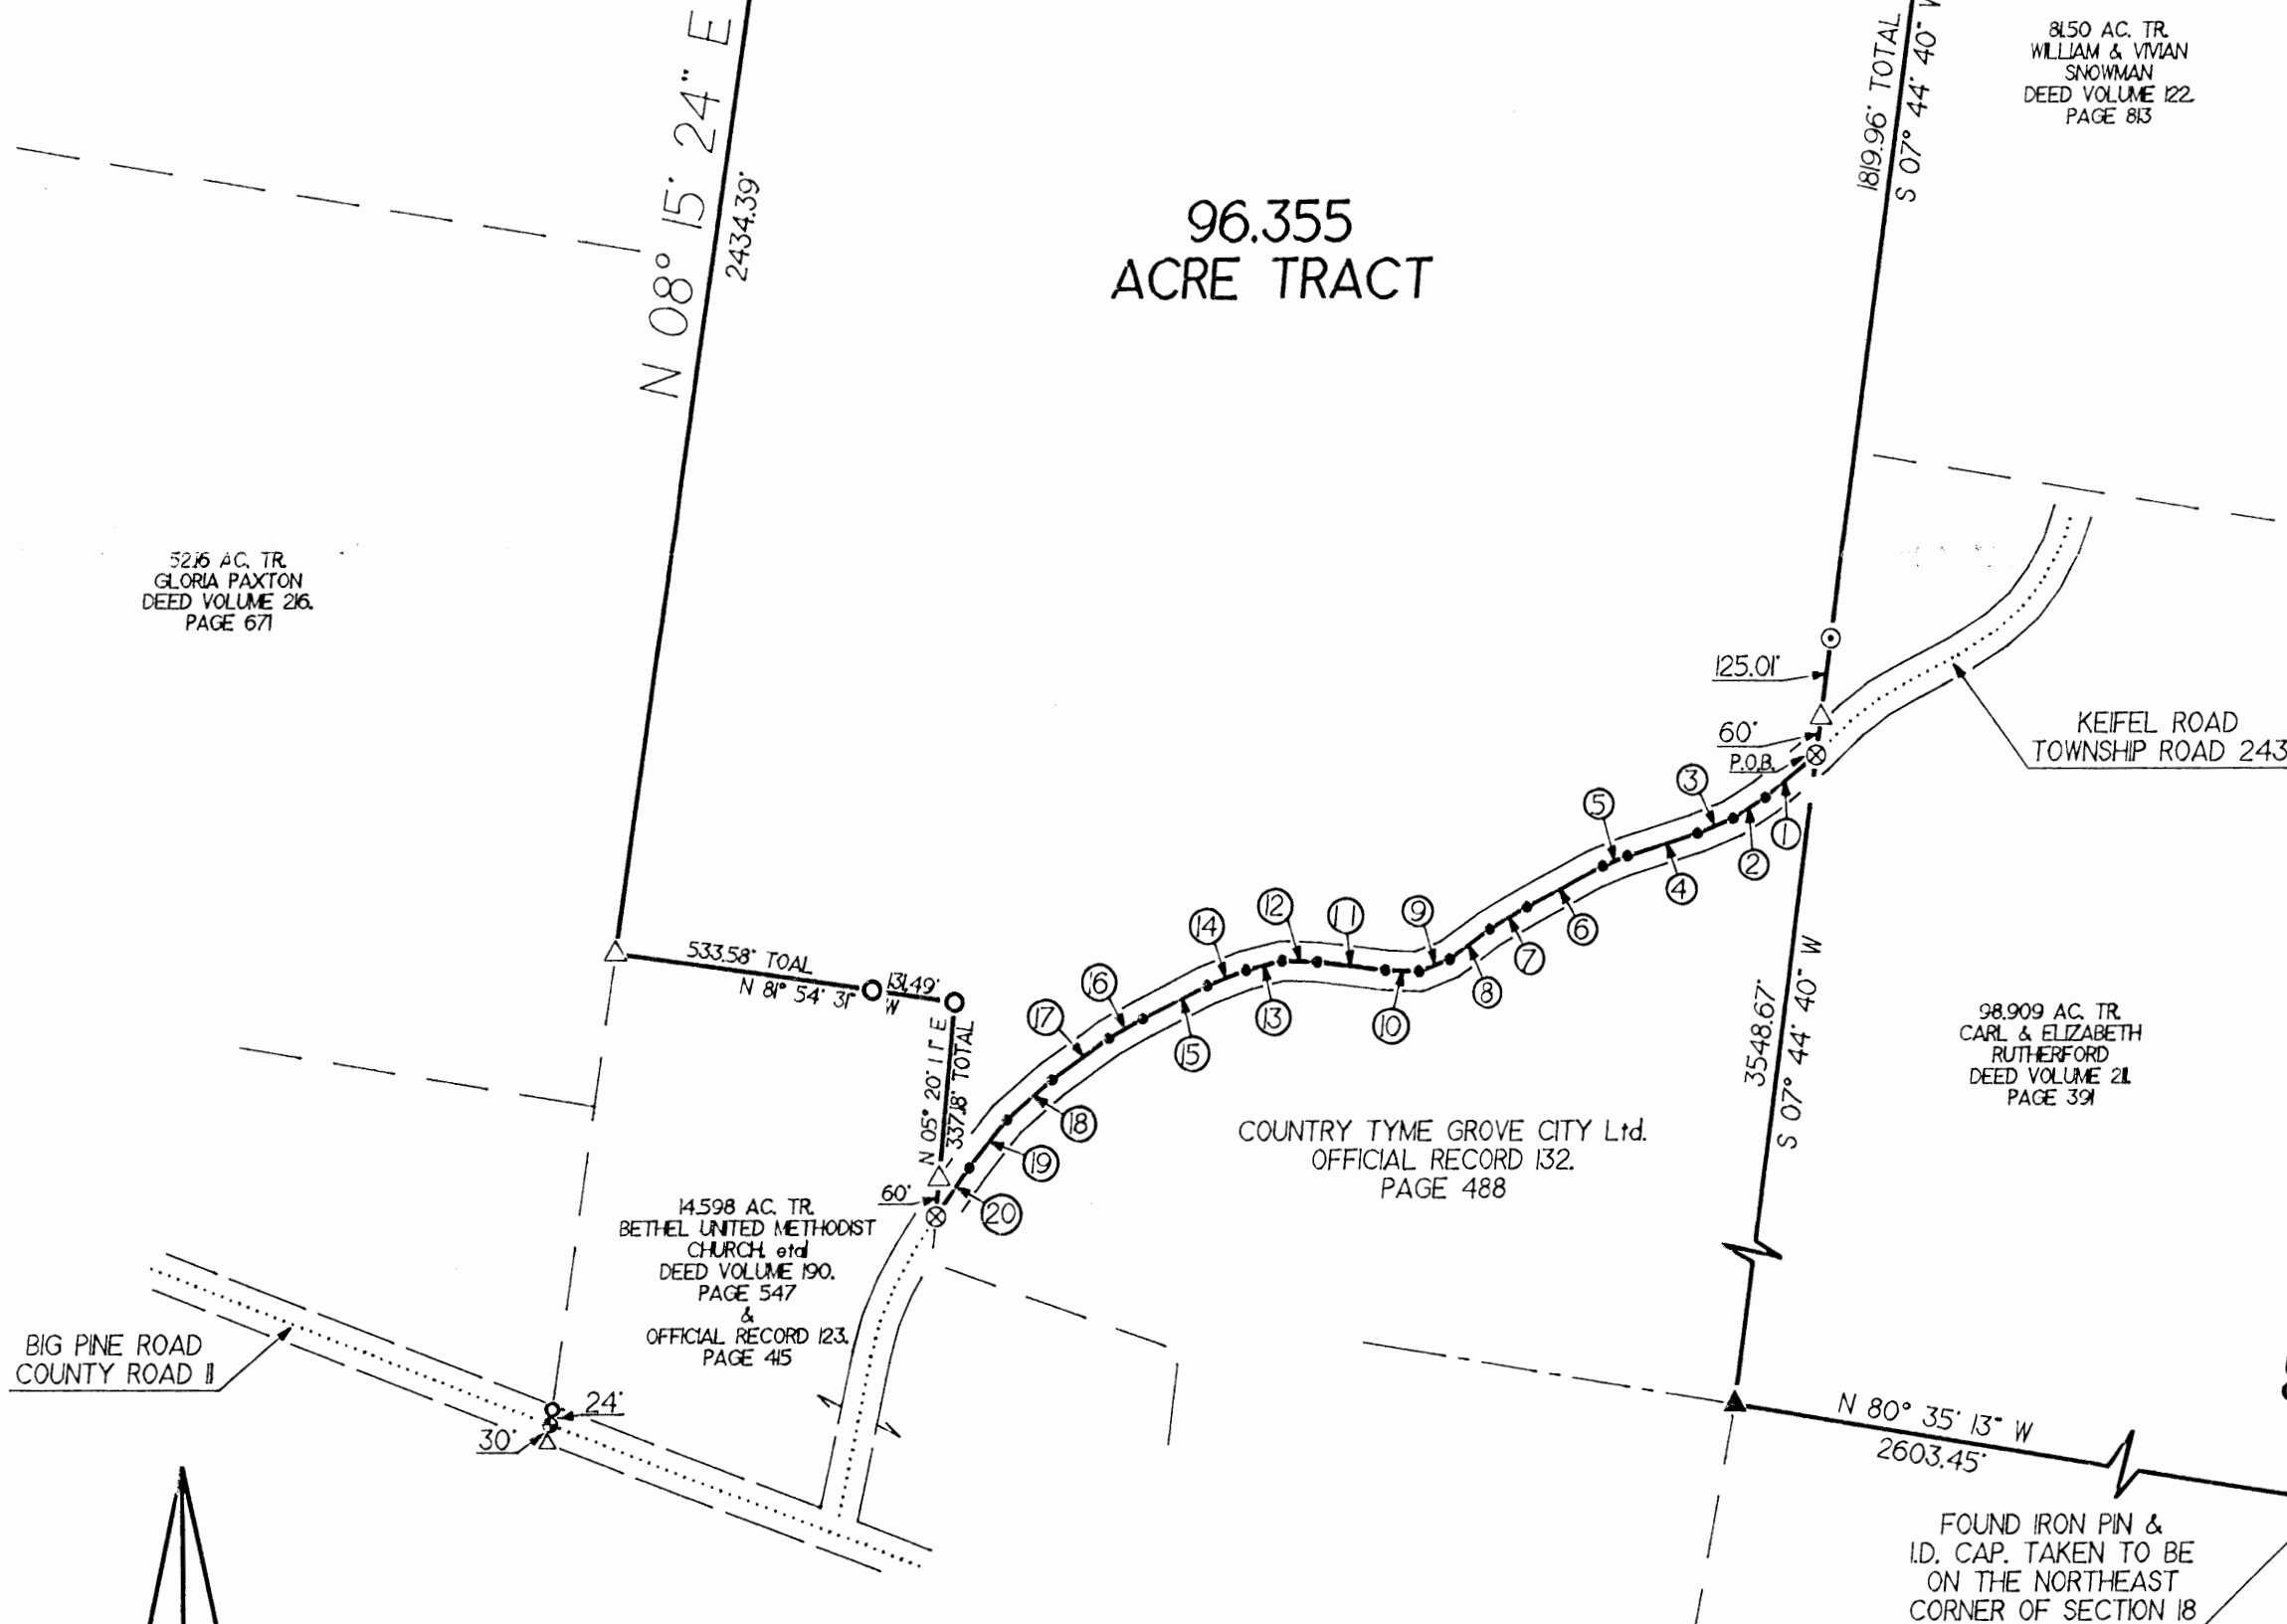 N 08° 15' 24" E
2434.39'
1819.96' TOTAL
S 07° 44' 40" W
81.50 AC. TR.
WILLIAM & VIVIAN
SNOWMAN
DEED VOLUME 122,
PAGE 813
96.355
ACRE TRACT
52.16 AC. TR.
GLORIA PAXTON
DEED VOLUME 216,
PAGE 671
125.01'
60'
P.O.B.
KEIFEL ROAD
TOWNSHIP ROAD 243
1
2
3
4
5
6
7
8
9
10
11
12
13
14
15
16
17
18
19
20
533.58' TOAL
N 81° 54' 31" W
131.49'
N 05° 20' 11" E
337.18' TOTAL
60'
3548.67'
S 07° 44' 40" W
98.909 AC. TR.
CARL & ELIZABETH
RUTHERFORD
DEED VOLUME 211,
PAGE 391
COUNTRY TYME GROVE CITY Ltd.
OFFICIAL RECORD 132,
PAGE 488
14.598 AC. TR.
BETHEL UNITED METHODIST
CHURCH, etal
DEED VOLUME 190,
PAGE 547
&
OFFICIAL RECORD 123,
PAGE 415
BIG PINE ROAD
COUNTY ROAD 11
24'
30'
N 80° 35' 13" W
2603.45'
FOUND IRON PIN &
I.D. CAP, TAKEN TO BE
ON THE NORTHEAST
CORNER OF SECTION 18